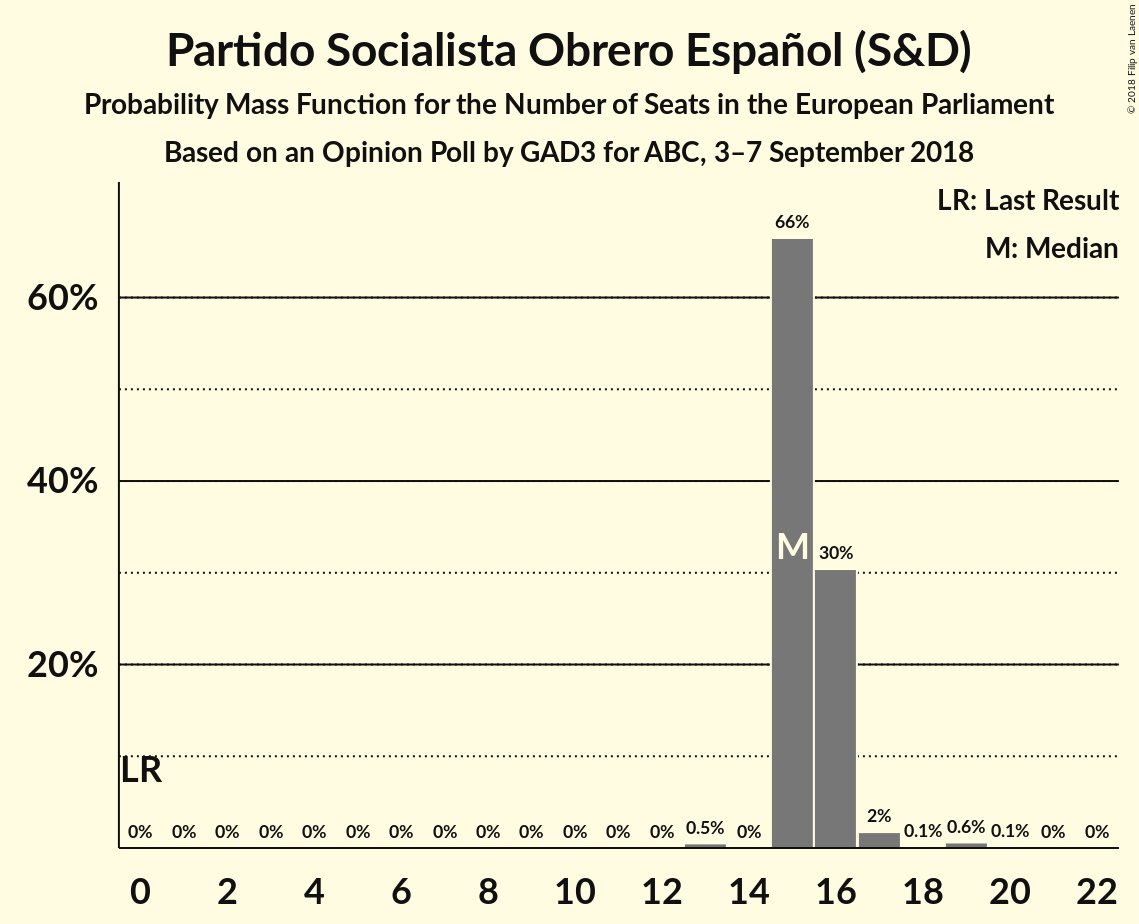 Partido Socialista Obrero Español (S&D)
Probability Mass Function for the Number of Seats in the European Parliament
Based on an Opinion Poll by GAD3 for ABC, 3–7 September 2018
© 2018 Filip van Laenen
LR: Last Result
M: Median
60%
40%
20%
66%
M
30%
LR
0% 0% 0% 0% 0% 0% 0% 0% 0% 0% 0% 0% 0% 0.5% 0% 2% 0.1% 0.6% 0.1% 0% 0%
0 2 4 6 8 10 12 14 16 18 20 22